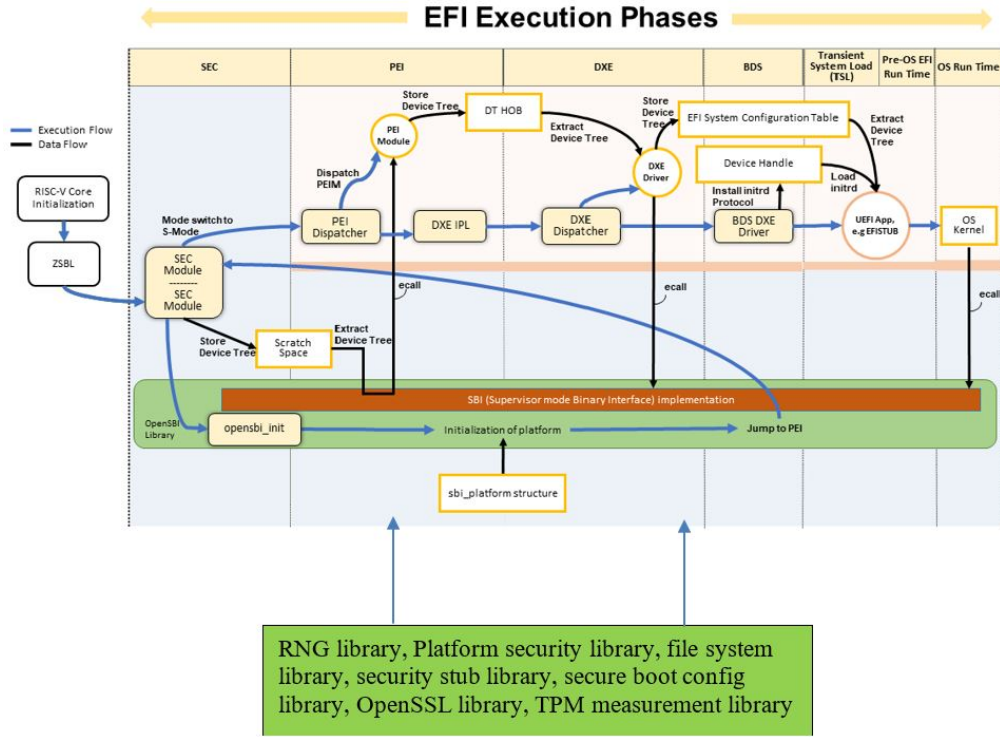 EFI Execution Phases
SEC
PEI
DXE
BDS
Transient
System Load
(TSL)
Pre-OS EFI
Run Time
OS Run Time
Execution Flow
Data Flow
RISC-V Core
Initialization
ZSBL
Mode switch to
S-Mode
SEC
Module
--------
SEC
Module
Store
Device Tree
Scratch
Space
Extract
Device Tree
Dispatch
PEIM
PEI
Dispatcher
PEI
Module
Store
Device Tree
DT HOB
Extract
Device Tree
DXE IPL
DXE
Dispatcher
DXE
Driver
Store
Device
Tree
EFI System Configuration Table
Extract
Device
Tree
Device Handle
Install initrd
Protocol
Load
initrd
BDS DXE
Driver
UEFI App,
e.g EFISTUB
OS
Kernel
ecall
ecall
ecall
SBI (Supervisor mode Binary Interface) implementation
OpenSBI
Library
opensbi_init
Initialization of platform
Jump to PEI
sbi_platform structure
RNG library, Platform security library, file system
library, security stub library, secure boot config
library, OpenSSL library, TPM measurement library